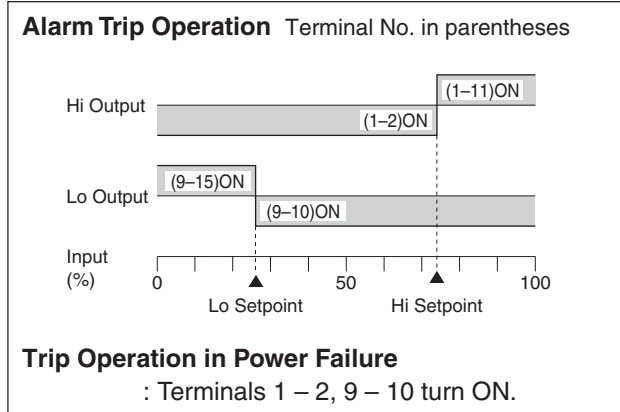 Alarm Trip Operation Terminal No. in parentheses
(1–11)ON
Hi Output
(1–2)ON
(9–15)ON
Lo Output
(9–10)ON
Input
(%)
0 50 100
Lo Setpoint Hi Setpoint
Trip Operation in Power Failure
: Terminals 1 – 2, 9 – 10 turn ON.